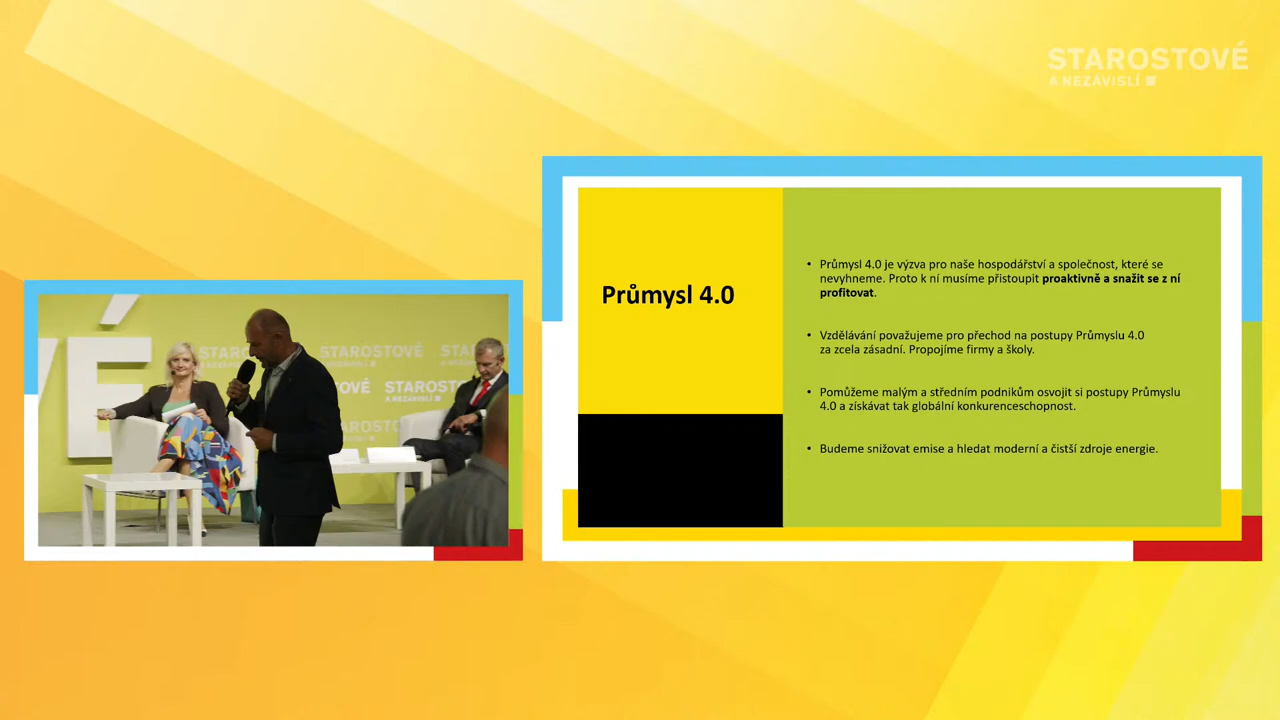 STAROSTOVÉ
A NEZÁVISLÍ
Průmysl 4.0
• Průmysl 4.0 je výzva pro naše hospodářství a společnost, které se
nevyhneme. Proto k ní musíme přistoupit proaktivně a snažit se z ní
profitovat.
• Vzdělávání považujeme pro přechod na postupy Průmyslu 4.0
za zcela zásadní. Propojíme firmy a školy.
• Pomůžeme malým a středním podnikům osvojit si postupy Průmyslu
4.0 a získávat tak globální konkurenceschopnost.
• Budeme snižovat emise a hledat moderní a čistší zdroje energie.
VÉ
STAROSTOVÉ
STAROSTOVÉ
STAROSTOVÉ
A NEZÁVISLÍ